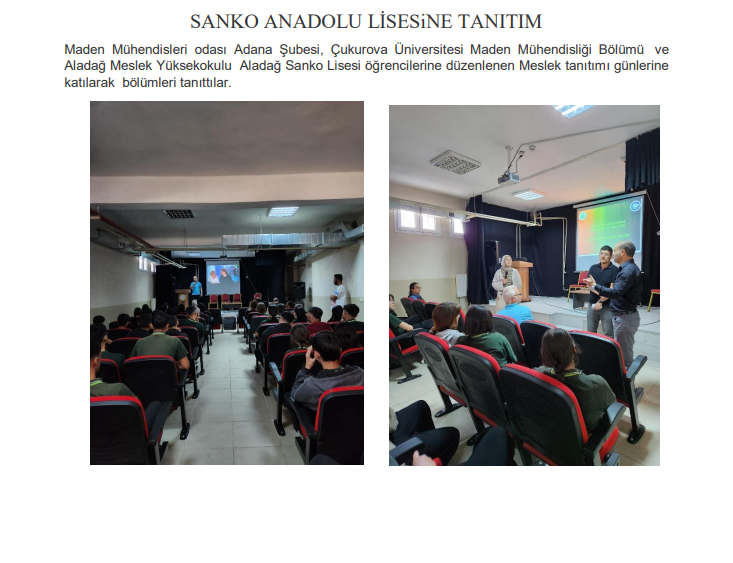 SANKO ANADOLU LİSESiNE TANITIM
Maden Mühendisleri odası Adana Şubesi, Çukurova Üniversitesi Maden Mühendisliği Bölümü ve
Aladağ Meslek Yüksekokulu Aladağ Sanko Lisesi öğrencilerine düzenlenen Meslek tanıtımı günlerine
katılarak bölümleri tanıttılar.